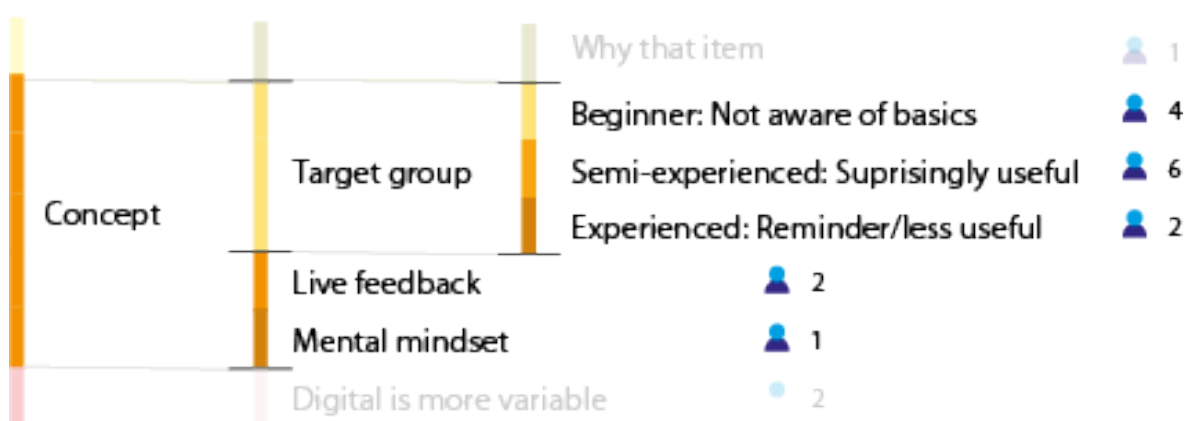 Why that item 1
Beginner: Not aware of basics 4
Target group Semi-experienced: Suprisingly useful 6
Concept
Experienced: Reminder/less useful 2
Live feedback 2
Mental mindset 1
Digital is more variable 2